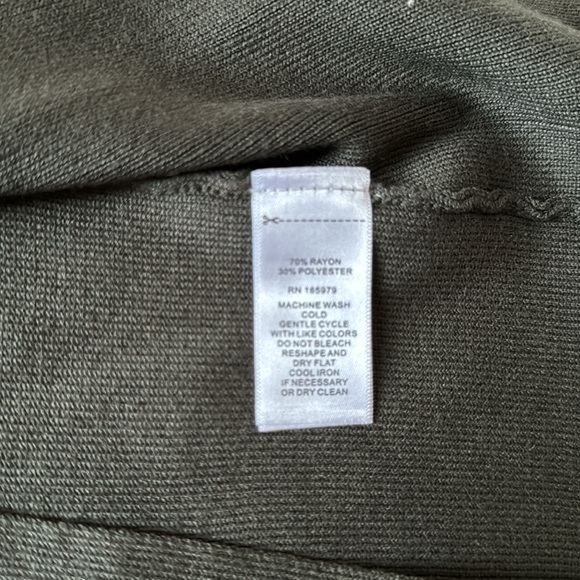 70% RAYON
30% POLYESTER
RN 165979
MACHINE WASH
COLD
GENTLE CYCLE
WITH LIKE COLORS
DO NOT BLEACH
RESHAPE AND
DRY FLAT
COOL IRON
IF NECESSARY
OR DRY CLEAN